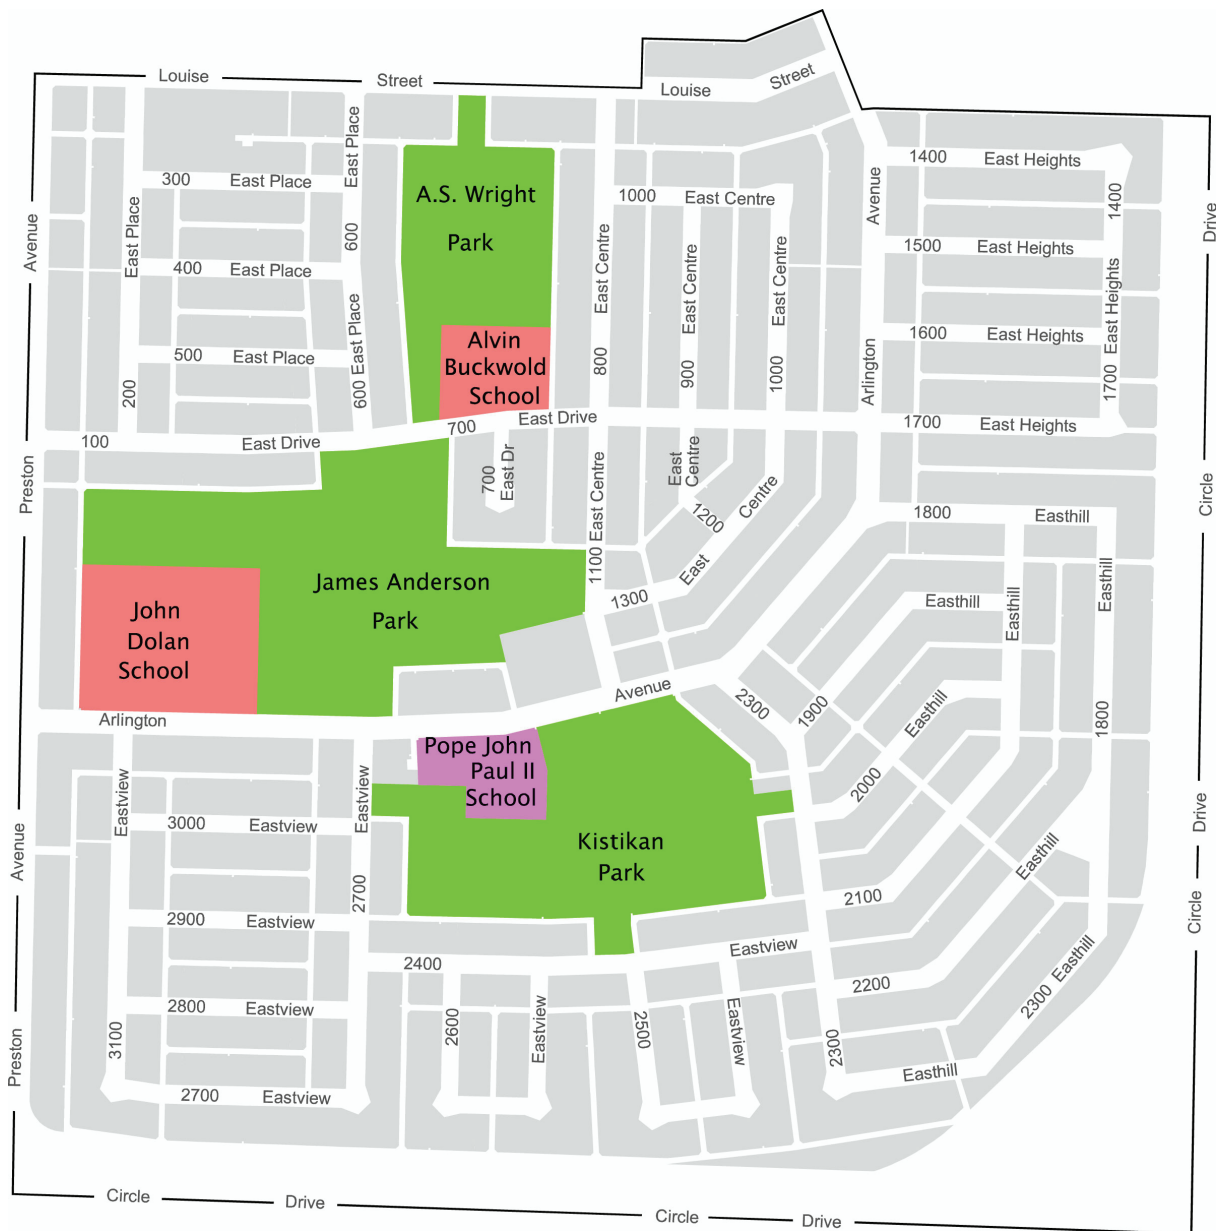 Louise
Street
Louise
Street
Avenue
Preston
Avenue
Preston
300 East Place
400 East Place
500 East Place
East Place
200
East Place
600
East Place
600
100
East Drive
700
East Drive
700
East Dr
A.S. Wright
Park
Alvin
Buckwold
School
1000 East Centre
East Centre
800
East Centre
900
East Centre
1000
East
Centre
1200
1100 East Centre
1300
East
Centre
Avenue
Arlington
1400 East Heights
1400
1500 East Heights
East Heights
1600 East Heights
1700
1700 East Heights
Drive
Circle
Drive
Circle
James Anderson
Park
John
Dolan
School
Arlington
Avenue
1800 Easthill
Easthill
1800
Easthill
Easthill
1900
2300
Easthill
2000
Easthill
2100
2200
Easthill
2300
Easthill
2300
Pope John
Paul II
School
Kistikan
Park
Eastview
3100
3000 Eastview
Eastview
2700
2900 Eastview
2800 Eastview
2700 Eastview
2400
Eastview
2600
Eastview
2500
Eastview
Circle
Drive
Circle
Drive